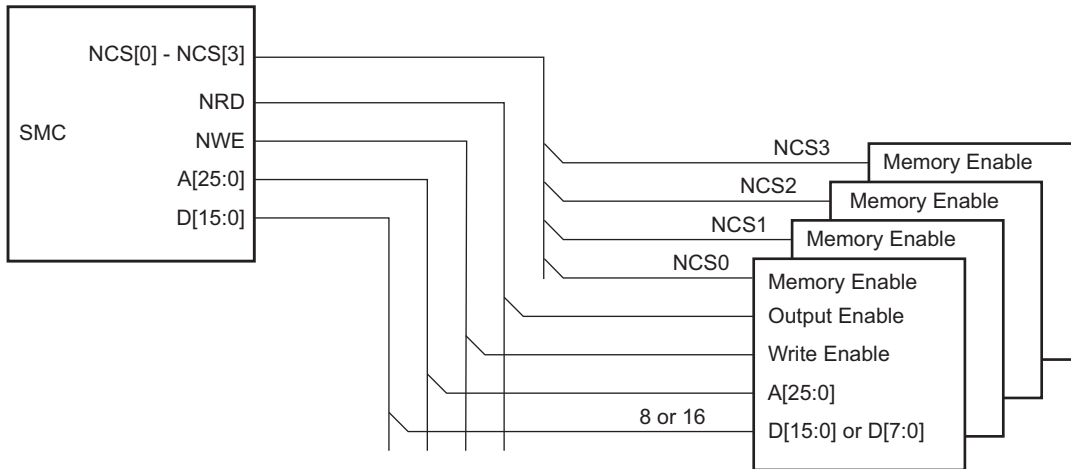 NCS[0] - NCS[3]
NRD
SMC
NWE
A[25:0]
D[15:0]
NCS3
Memory Enable
NCS2
Memory Enable
NCS1
Memory Enable
NCS0
Memory Enable
Output Enable
Write Enable
A[25:0]
8 or 16
D[15:0] or D[7:0]